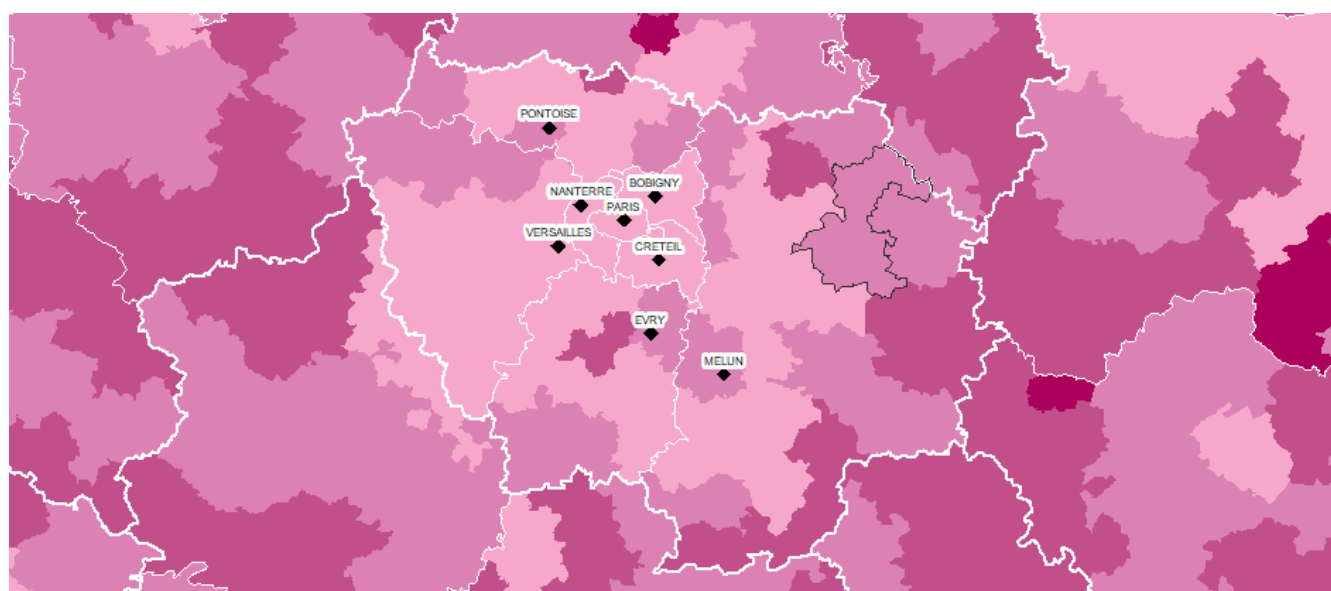 PONTOISE
BOBIGNY
NANTERRE
PARIS
VERSAILLES
CRETEIL
EVRY
MELUN